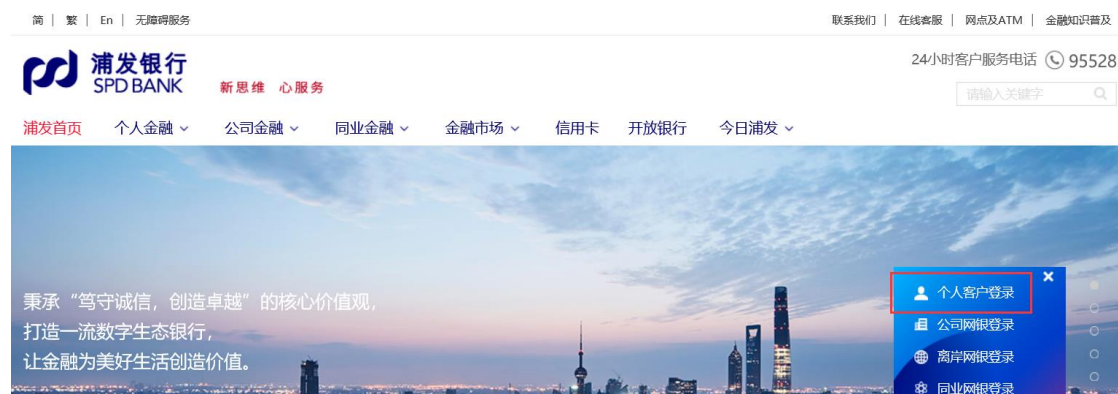 简 | 繁 | En | 无障碍服务
联系我们 | 在线客服 | 网点及ATM | 金融知识普及
浦发银行
SPD BANK
新思维 心服务
24小时客户服务电话 95528
请输入关键字
浦发首页 个人金融 公司金融 同业金融 金融市场 信用卡 开放银行 今日浦发
秉承“笃守诚信，创造卓越”的核心价值观，
打造一流数字生态银行，
让金融为美好生活创造价值。
个人客户登录
公司网银登录
离岸网银登录
同业网银登录